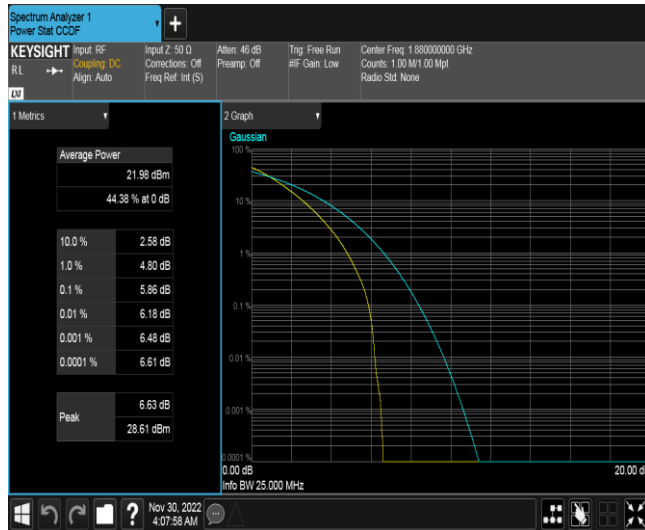 Spectrum Analyzer 1
Power Stat CCDF
+
KEYSIGHT
RL
LXI
Input: RF
Coupling: DC
Align: Auto
Input Z: 50 Ω
Corrections: Off
Freq Ref: Int (S)
Atten: 46 dB
Preamp: Off
Trig: Free Run
#IF Gain: Low
Center Freq: 1.880000000 GHz
Counts: 1.00 M/1.00 Mpt
Radio Std: None
1 Metrics
Average Power
21.98 dBm
44.38 % at 0 dB
10.0 % 2.58 dB
1.0 % 4.80 dB
0.1 % 5.86 dB
0.01 % 6.18 dB
0.001 % 6.48 dB
0.0001 % 6.61 dB
Peak
6.63 dB
28.61 dBm
2 Graph
Gaussian
100 %
10 %
1 %
0.1 %
0.01 %
0.001 %
0.0001 %
0.00 dB
20.00 d
Info BW 25.000 MHz
?
Nov 30, 2022
4:07:58 AM